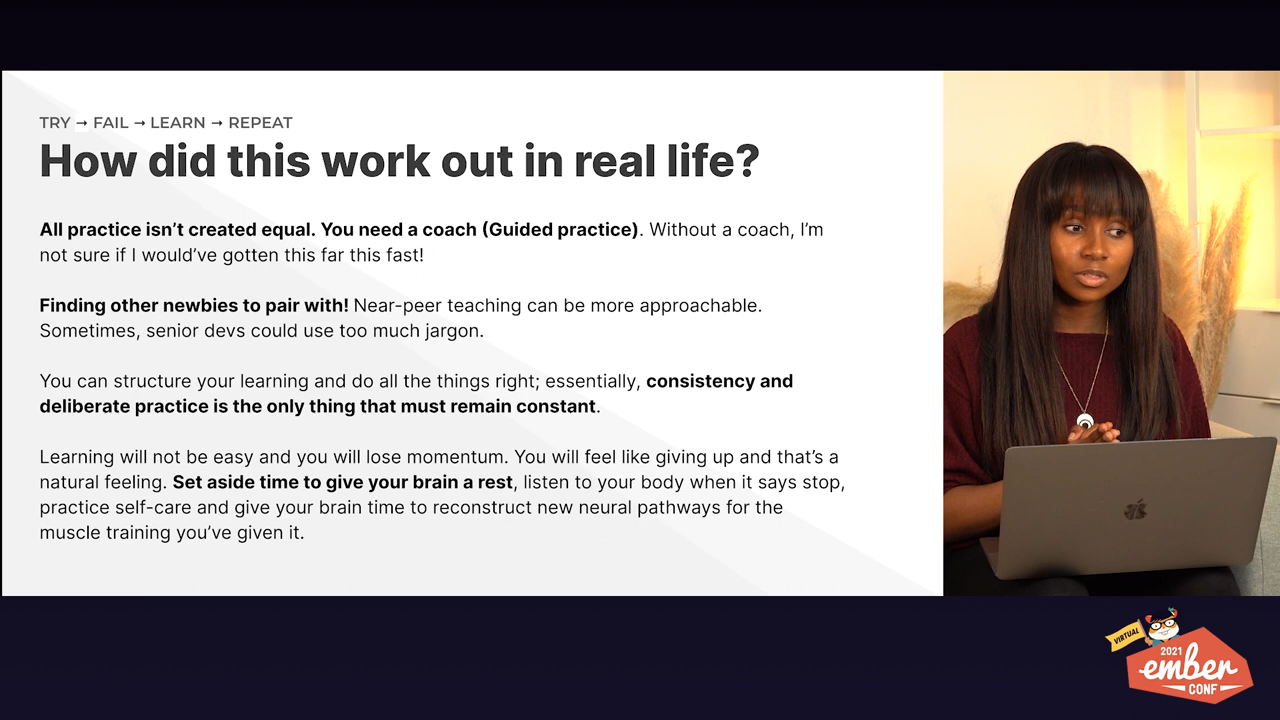 TRY → FAIL → LEARN → REPEAT
How did this work out in real life?
All practice isn’t created equal. You need a coach (Guided practice). Without a coach, I’m
not sure if I would’ve gotten this far this fast!
Finding other newbies to pair with! Near-peer teaching can be more approachable.
Sometimes, senior devs could use too much jargon.
You can structure your learning and do all the things right; essentially, consistency and
deliberate practice is the only thing that must remain constant.
Learning will not be easy and you will lose momentum. You will feel like giving up and that’s a
natural feeling. Set aside time to give your brain a rest, listen to your body when it says stop,
practice self-care and give your brain time to reconstruct new neural pathways for the
muscle training you’ve given it.
VIRTUAL
2021
ember
CONF